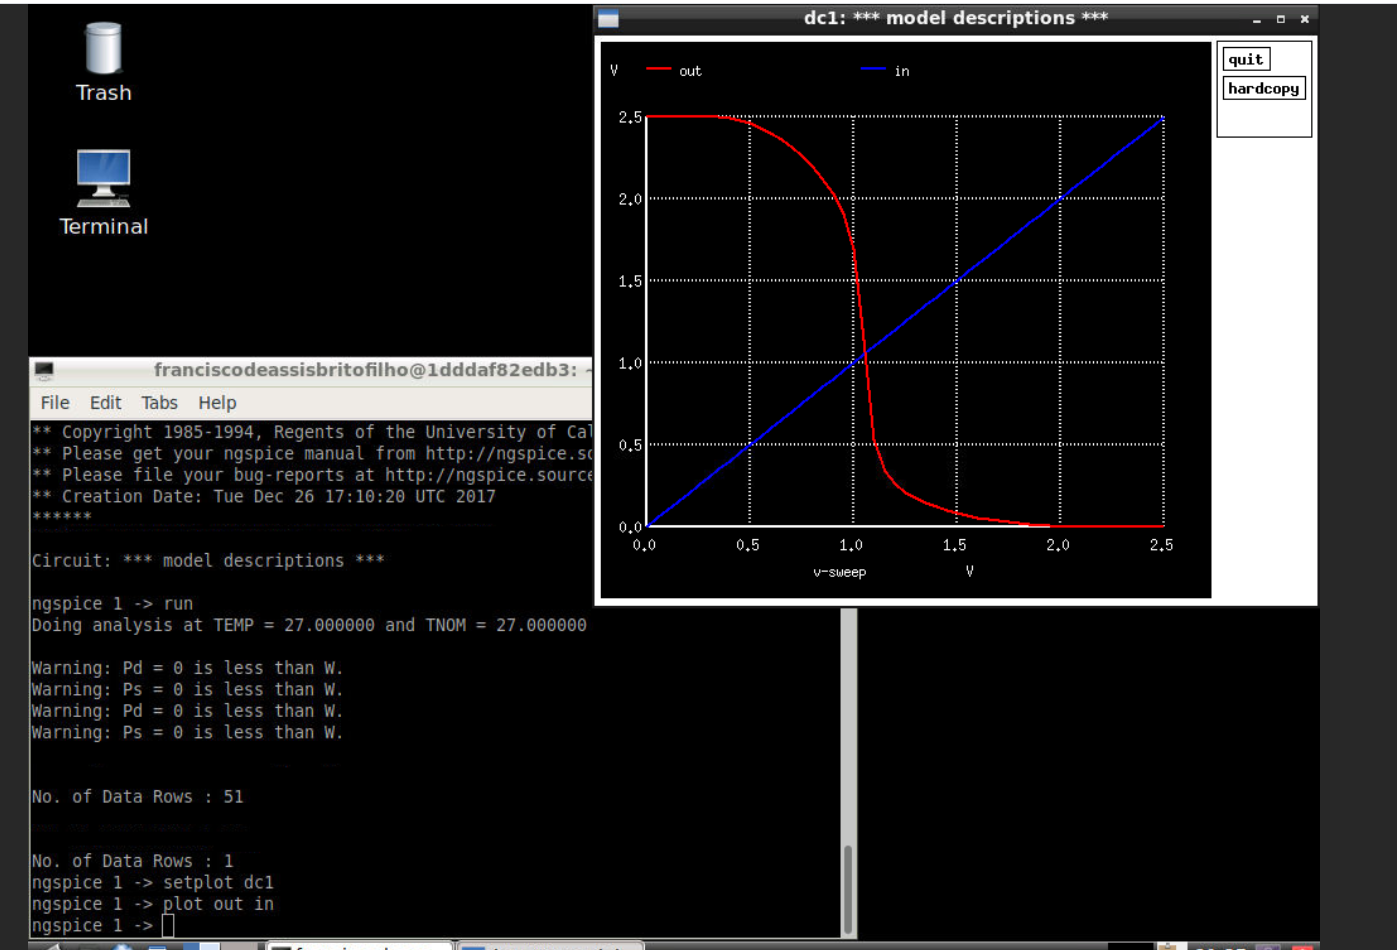 Trash
Terminal
dc1: *** model descriptions ***
quit
hardcopy
V out in
2.5
2.0
1.5
1.0
0.5
0.0
0.0 0.5 1.0 1.5 2.0 2.5
v-sweep V
franciscodeassisbritofilho@1dddaf82edb3: ~
File Edit Tabs Help
** Copyright 1985-1994, Regents of the University of Cal
** Please get your ngspice manual from http://ngspice.so
** Please file your bug-reports at http://ngspice.source
** Creation Date: Tue Dec 26 17:10:20 UTC 2017
******
Circuit: *** model descriptions ***
ngspice 1 -> run
Doing analysis at TEMP = 27.000000 and TNOM = 27.000000
Warning: Pd = 0 is less than W.
Warning: Ps = 0 is less than W.
Warning: Pd = 0 is less than W.
Warning: Ps = 0 is less than W.
No. of Data Rows : 51
No. of Data Rows : 1
ngspice 1 -> setplot dc1
ngspice 1 -> plot out in
ngspice 1 ->